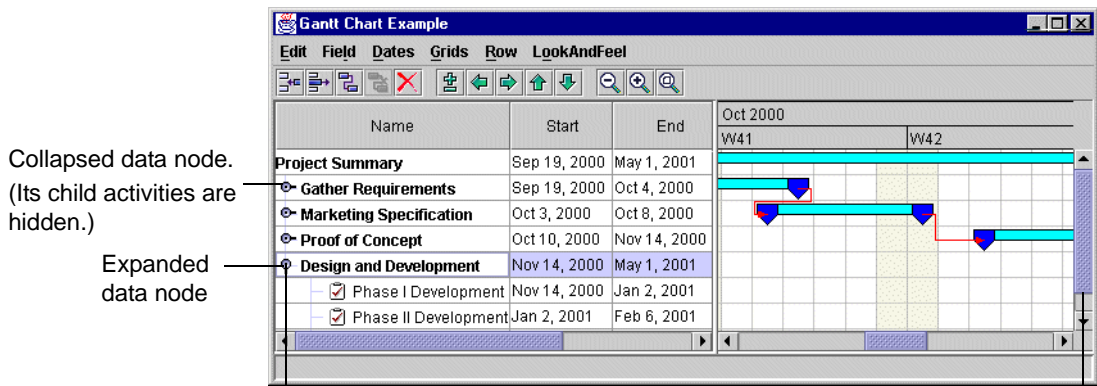 Gantt Chart Example
Edit Field Dates Grids Row LookAndFeel
Name Start End Oct 2000
W41 W42
Project Summary Sep 19, 2000 May 1, 2001
Collapsed data node.
(Its child activities are
hidden.)
Gather Requirements Sep 19, 2000 Oct 4, 2000
Marketing Specification Oct 3, 2000 Oct 8, 2000
Proof of Concept Oct 10, 2000 Nov 14, 2000
Expanded
data node
Design and Development Nov 14, 2000 May 1, 2001
Phase I Development Nov 14, 2000 Jan 2, 2001
Phase II Development Jan 2, 2001 Feb 6, 2001